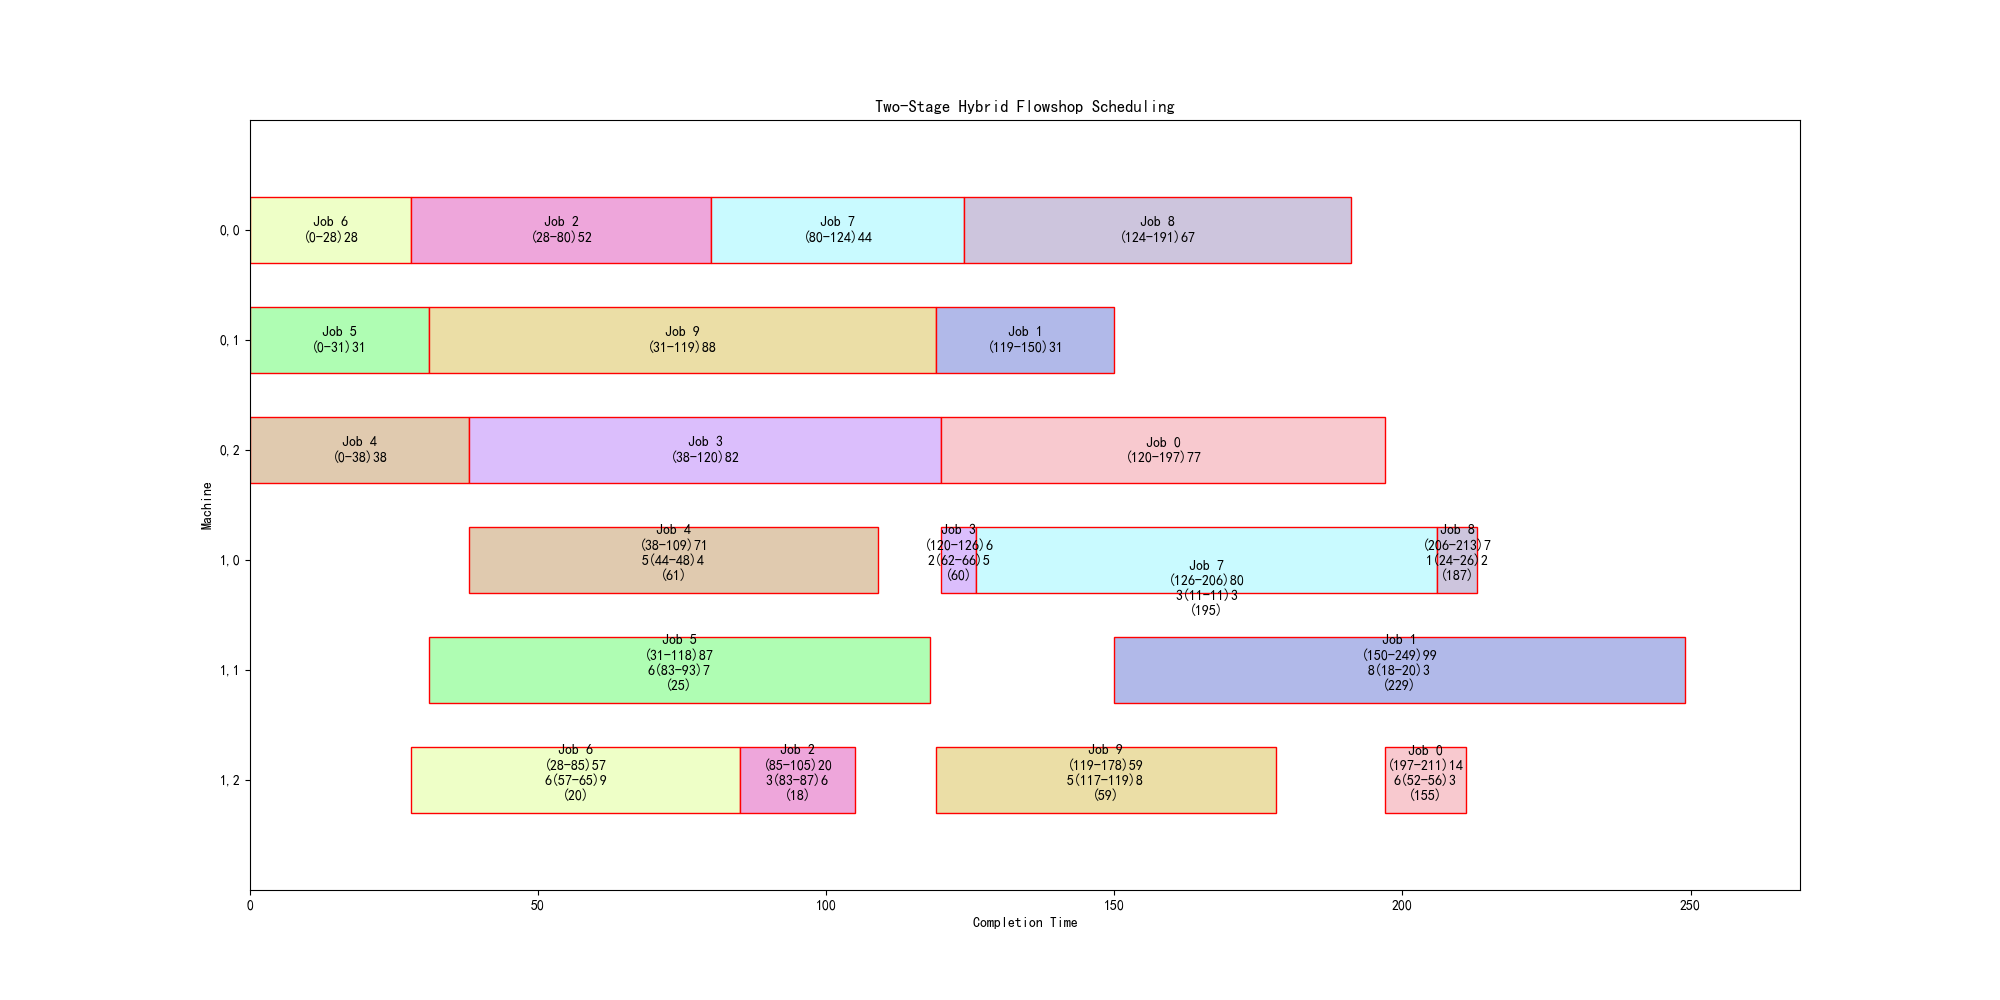 Two-Stage Hybrid Flowshop Scheduling
0,0
Job 6
(0-28)28
Job 2
(28-80)52
Job 7
(80-124)44
Job 8
(124-191)67
0,1
Job 5
(0-31)31
Job 9
(31-119)88
Job 1
(119-150)31
0,2
Job 4
(0-38)38
Job 3
(38-120)82
Job 0
(120-197)77
Machine
1,0
Job 4
(38-109)71
5(44-48)4
(61)
Job 3
(120-126)6
2(62-66)5
(60)
Job 7
(126-206)80
3(11-11)3
(195)
Job 8
(206-213)7
1(24-26)2
(187)
1,1
Job 5
(31-118)87
6(83-93)7
(25)
Job 1
(150-249)99
8(18-20)3
(229)
1,2
Job 6
(28-85)57
6(57-65)9
(20)
Job 2
(85-105)20
3(83-87)6
(18)
Job 9
(119-178)59
5(117-119)8
(59)
Job 0
(197-211)14
6(52-56)3
(155)
0 50 100 150 200 250
Completion Time